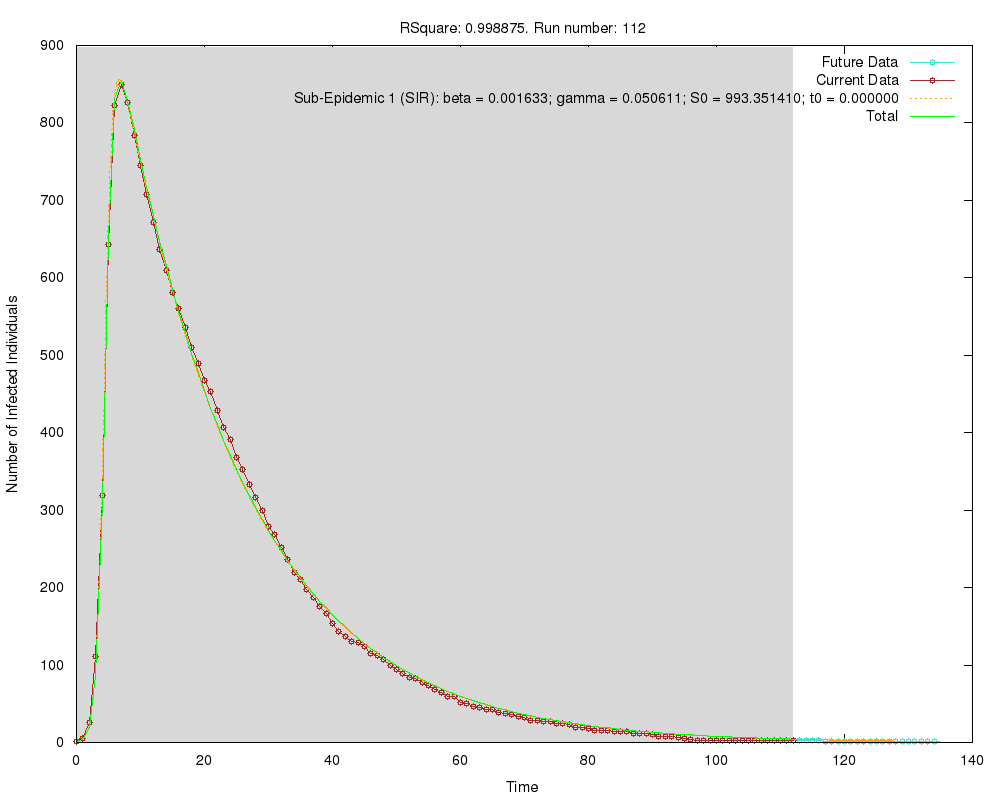 RSquare: 0.998875. Run number: 112
900
800
700
600
500
400
300
200
100
0
Number of Infected Individuals
Future Data
Current Data
Sub-Epidemic 1 (SIR): beta = 0.001633; gamma = 0.050611; S0 = 993.351410; t0 = 0.000000
Total
0 20 40 60 80 100 120 140
Time